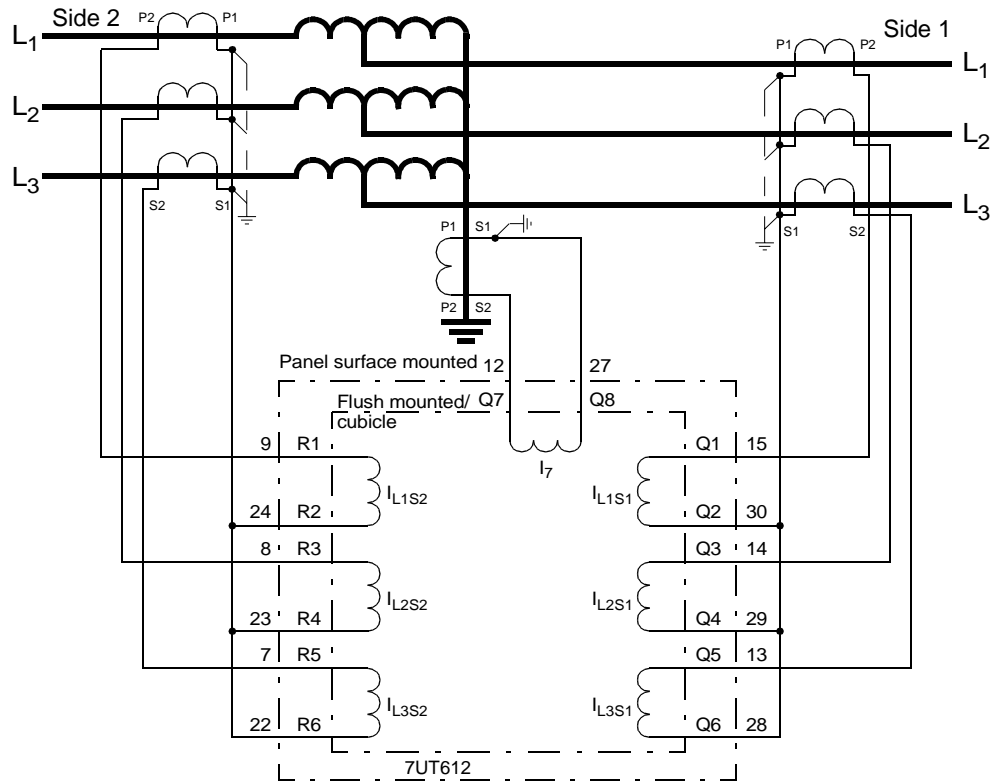 Side 2
P2 P1
L1
L2
L3
S2 S1
Side 1
P1 P2
L1
L2
L3
S1 S2
P1 S1
P2 S2
Panel surface mounted 12 27
Flush mounted/ Q7 Q8
cubicle
I7
9 R1 Q1 15
IL1S2 IL1S1
24 R2 Q2 30
8 R3 Q3 14
IL2S2 IL2S1
23 R4 Q4 29
7 R5 Q5 13
IL3S2 IL3S1
22 R6 Q6 28
7UT612